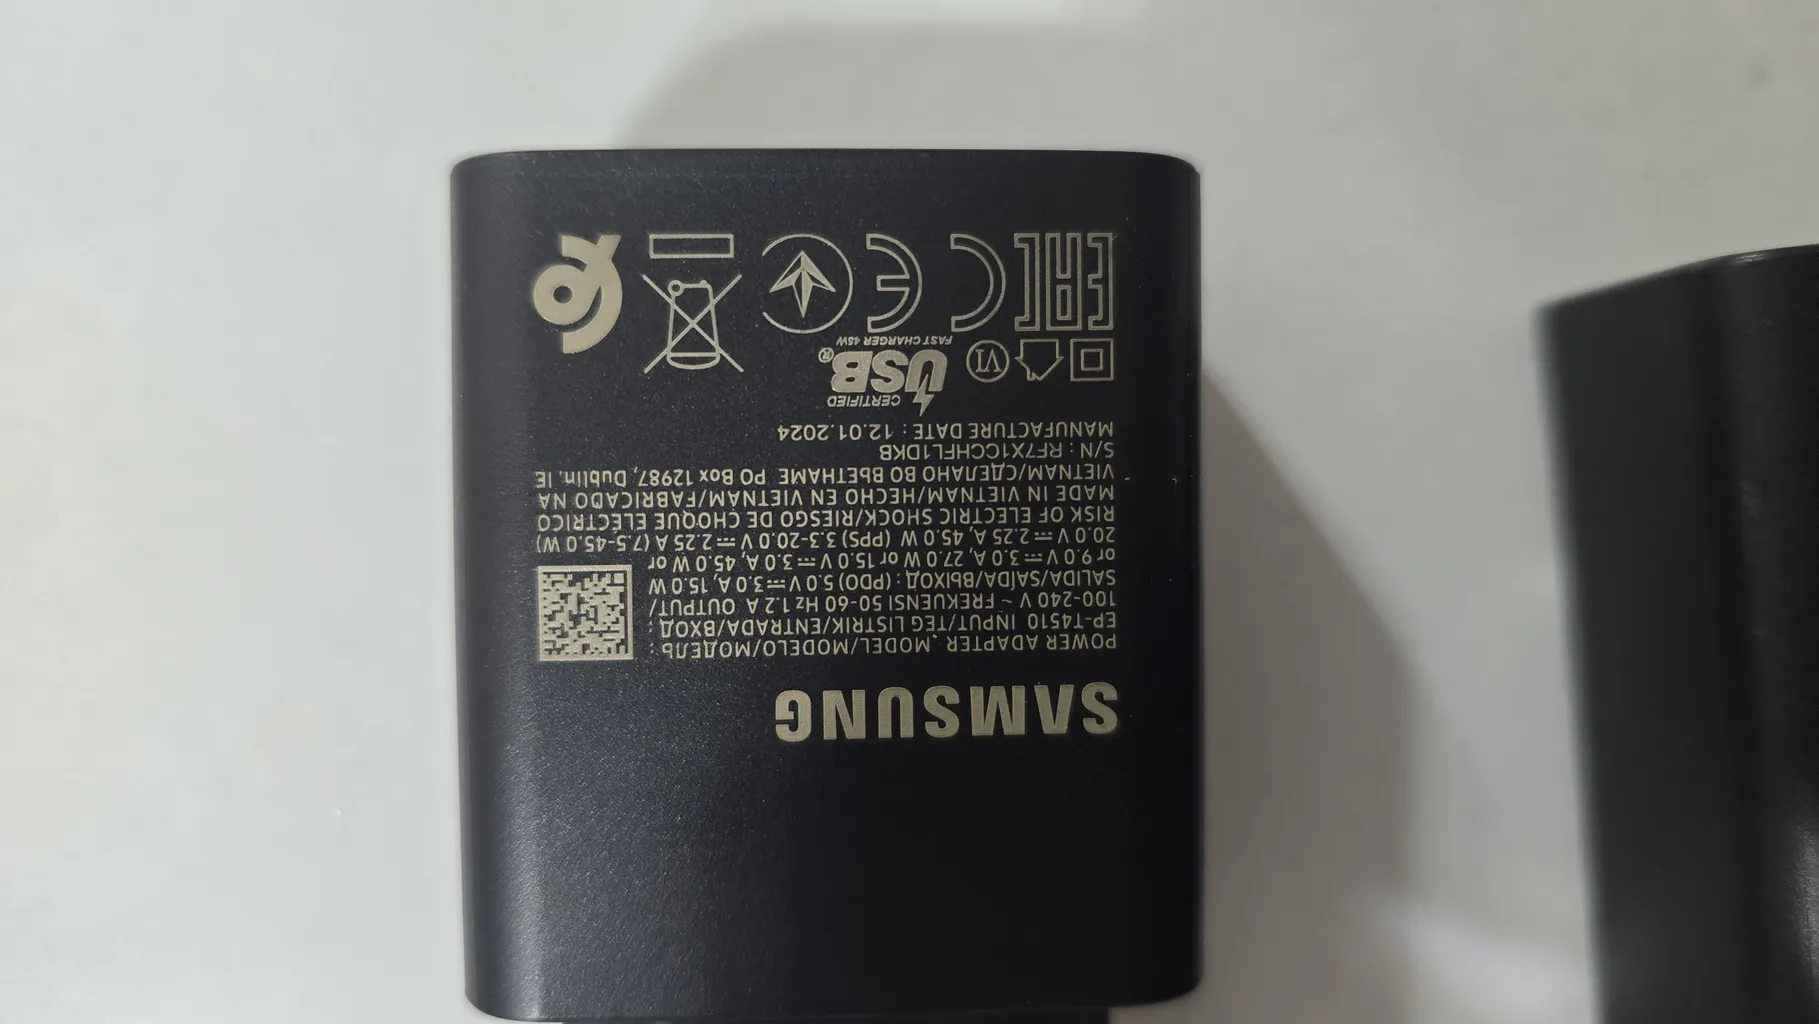 SAMSUNG
POWER ADAPTER MODEL/MODEL/MODELO/МОДЕЛЬ :
EP-T4510 INPUT/TEG LISTRIK/ENTRADA/ВХОД :
100-240 V ~ FREKUENSI 50-60 Hz 1.2 A OUTPUT/
SALIDA/SAÍDA/ВЫХОД : (PDO) 5.0 V⎓3.0 A, 15.0 W
or 9.0 V⎓3.0 A, 27.0 W or 15.0 V⎓3.0 A, 45.0 W or
20.0 V⎓2.25 A, 45.0 W (PPS) 3.3-20.0 V⎓2.25 A (7.5-45.0 W)
RISK OF ELECTRIC SHOCK/RIESGO DE CHOQUE ELÉCTRICO
MADE IN VIETNAM/HECHO EN VIETNAM/FABRICADO NA
VIETNAM/СДЕЛАНО ВО ВЬЕТНАМЕ PO Box 12987, Dublin. IE
S/N : RF7X1CCHFL1DKB
MANUFACTURE DATE : 12.01.2024
VI
CERTIFIED
USB®
FAST CHARGER 45W
EAC
CE